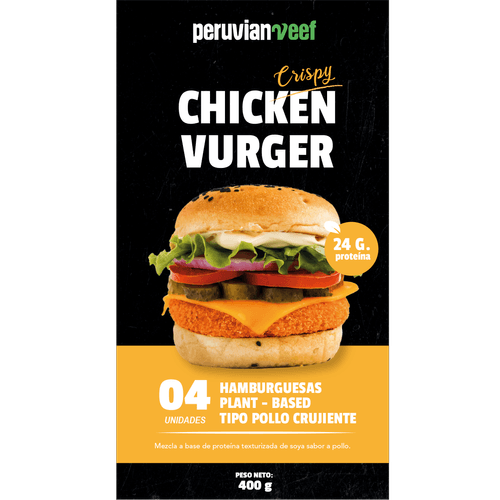 peruvianveef
Crispy
CHICKEN
VURGER
24 G.
proteína
04
UNIDADES
HAMBURGUESAS
PLANT - BASED
TIPO POLLO CRUJIENTE
Mezcla a base de proteína texturizada de soya sabor a pollo.
PESO NETO:
400 g